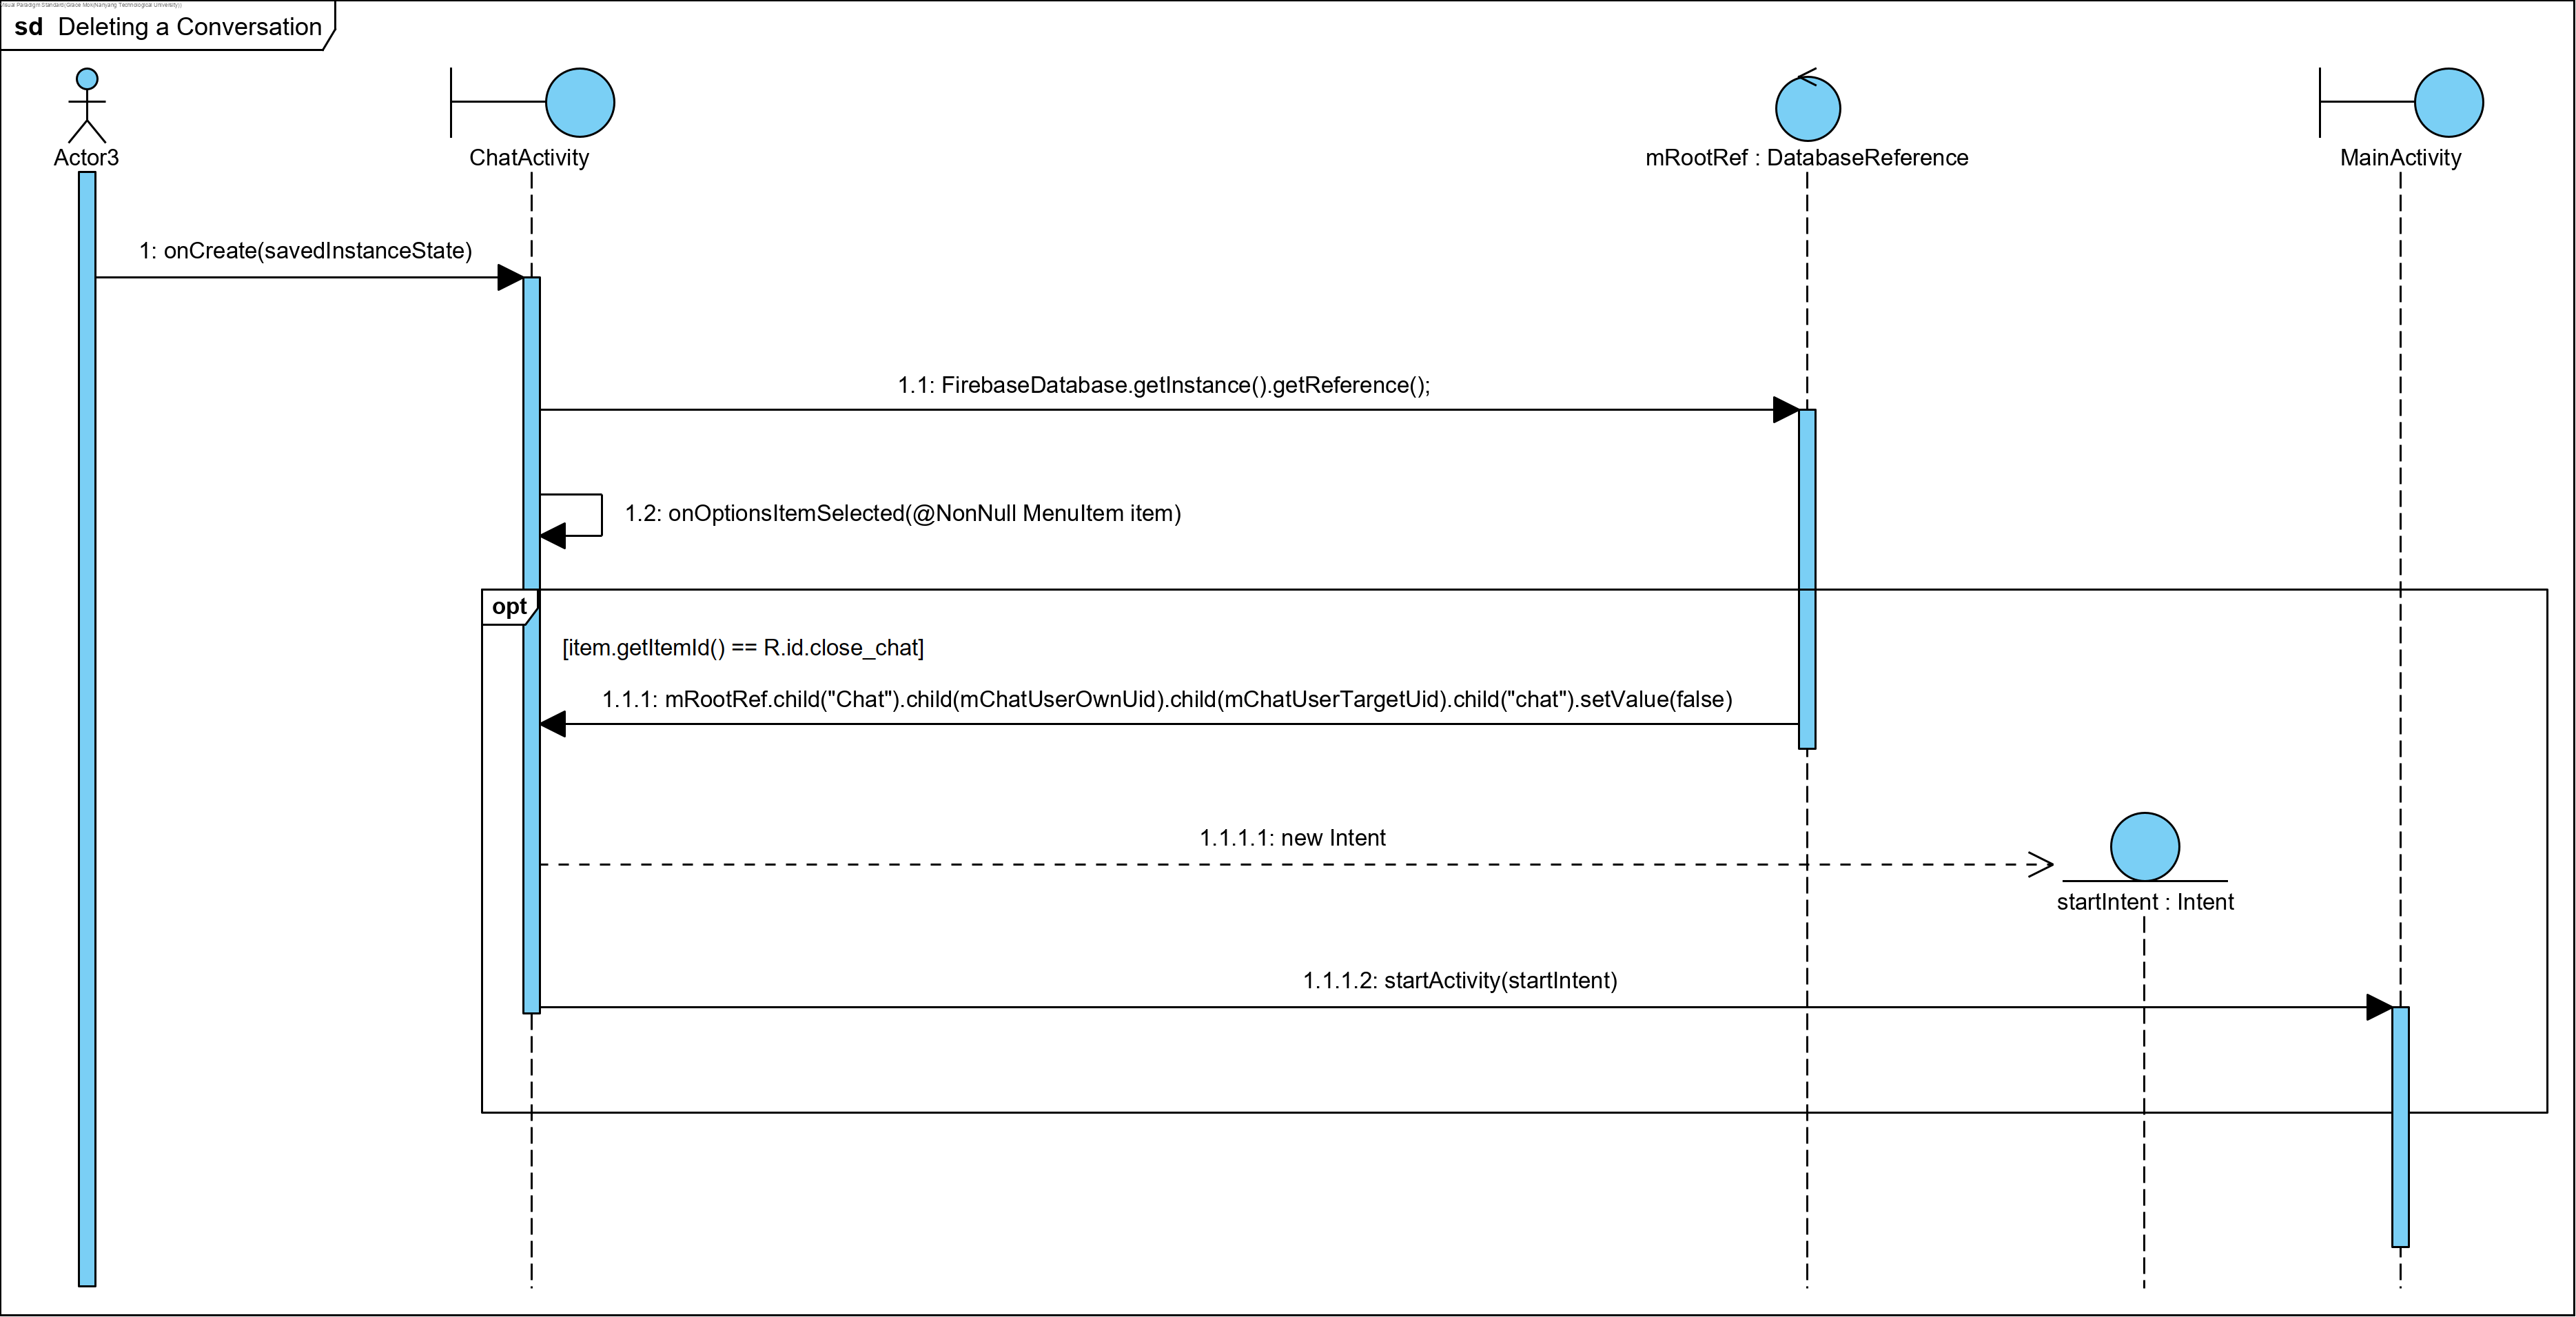 Visual Paradigm Standard(Grace Mok(Nanyang Technological University))
sd Deleting a Conversation
Actor3
ChatActivity
mRootRef : DatabaseReference
MainActivity
1: onCreate(savedInstanceState)
1.1: FirebaseDatabase.getInstance().getReference();
1.2: onOptionsItemSelected(@NonNull MenuItem item)
opt
[item.getItemId() == R.id.close_chat]
1.1.1: mRootRef.child("Chat").child(mChatUserOwnUid).child(mChatUserTargetUid).child("chat").setValue(false)
1.1.1.1: new Intent
startIntent : Intent
1.1.1.2: startActivity(startIntent)